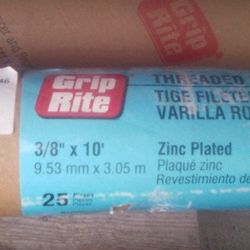 Grip
Rite
Grip
Rite
THREADED
TIGE FILETÉ
VARILLA RO
3/8" x 10'
9.53 mm x 3.05 m
Zinc Plated
Plaqué zinc
Revestimiento de
25